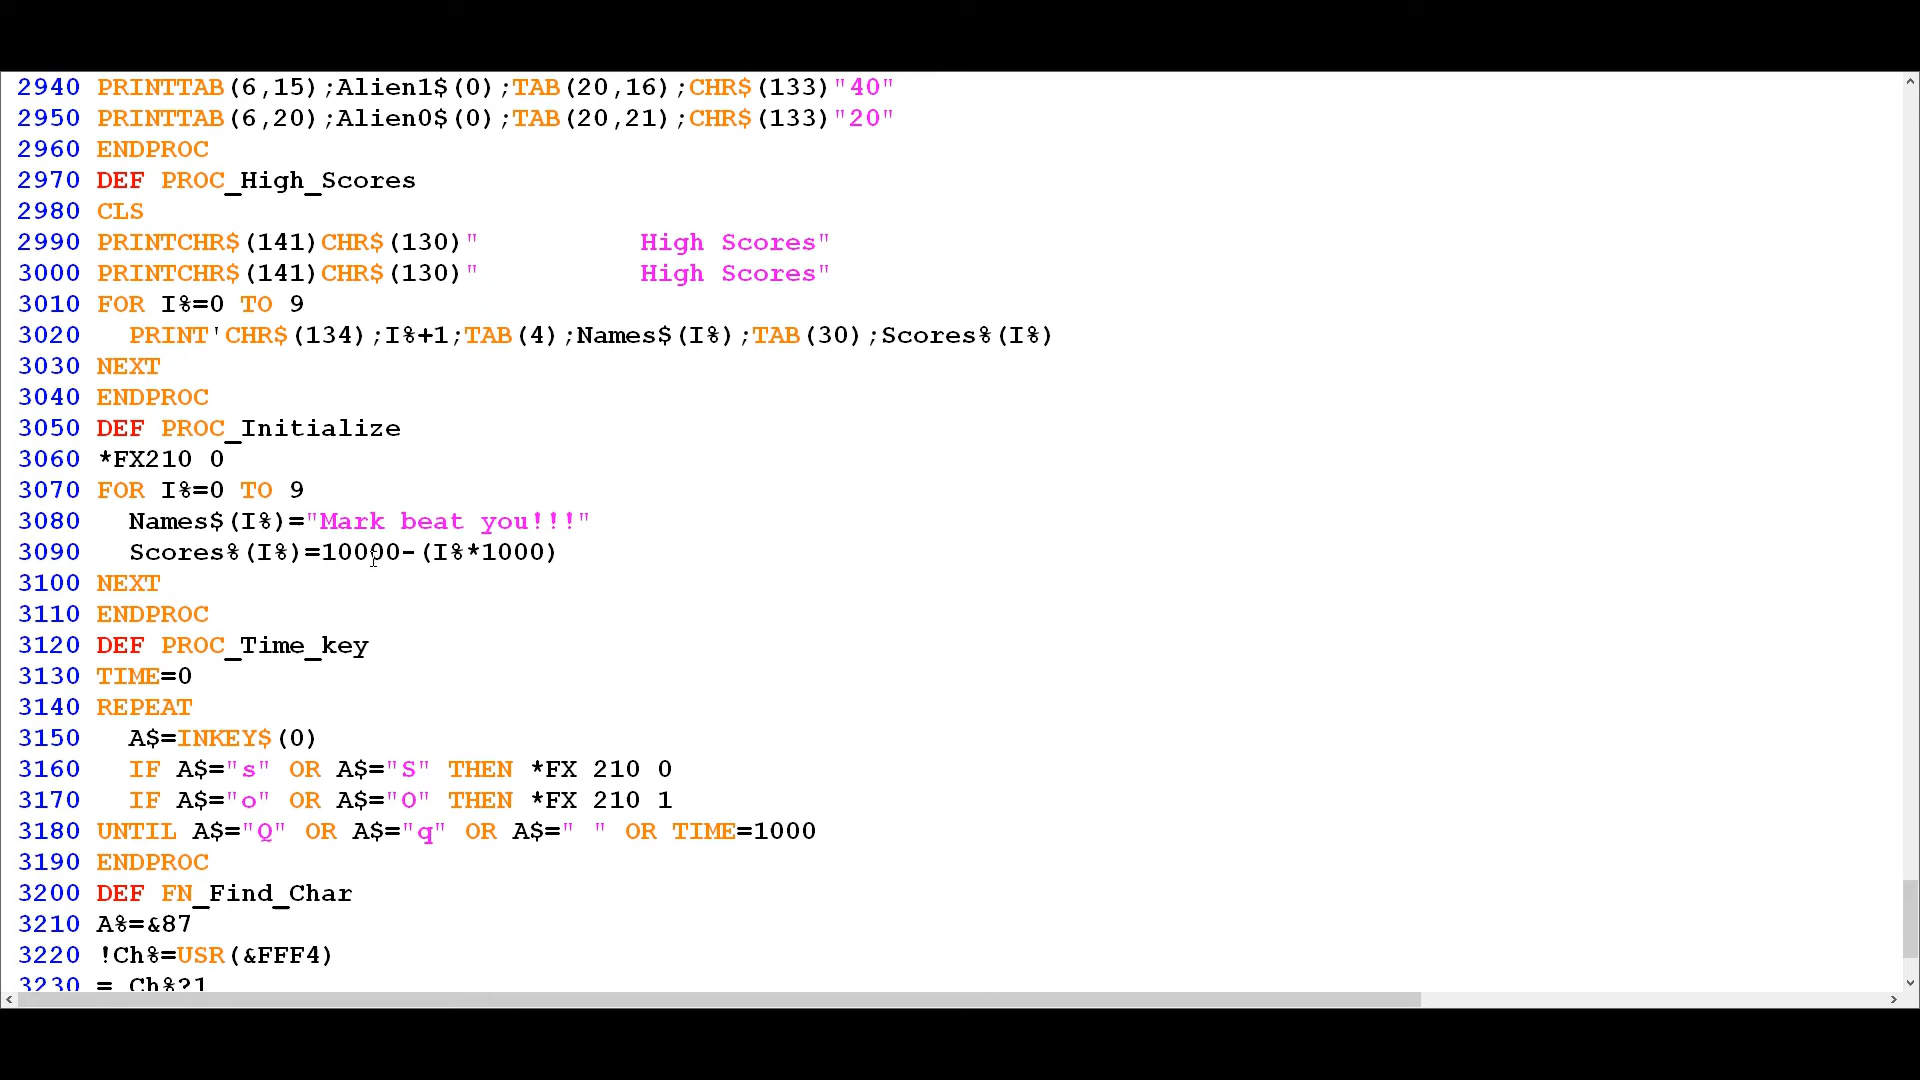 2940 PRINTTAB(6,15);Alien1$(0);TAB(20,16);CHR$(133)"40"
2950 PRINTTAB(6,20);Alien0$(0);TAB(20,21);CHR$(133)"20"
2960 ENDPROC
2970 DEF PROC_High_Scores
2980 CLS
2990 PRINTCHR$(141)CHR$(130)"          High Scores"
3000 PRINTCHR$(141)CHR$(130)"          High Scores"
3010 FOR I%=0 TO 9
3020   PRINT'CHR$(134);I%+1;TAB(4);Names$(I%);TAB(30);Scores%(I%)
3030 NEXT
3040 ENDPROC
3050 DEF PROC_Initialize
3060 *FX210 0
3070 FOR I%=0 TO 9
3080   Names$(I%)="Mark beat you!!!"
3090   Scores%(I%)=10000-(I%*1000)
3100 NEXT
3110 ENDPROC
3120 DEF PROC_Time_key
3130 TIME=0
3140 REPEAT
3150   A$=INKEY$(0)
3160   IF A$="s" OR A$="S" THEN *FX 210 0
3170   IF A$="o" OR A$="O" THEN *FX 210 1
3180 UNTIL A$="Q" OR A$="q" OR A$=" " OR TIME=1000
3190 ENDPROC
3200 DEF FN_Find_Char
3210 A%=&87
3220 !Ch%=USR(&FFF4)
3230 = Ch%?1